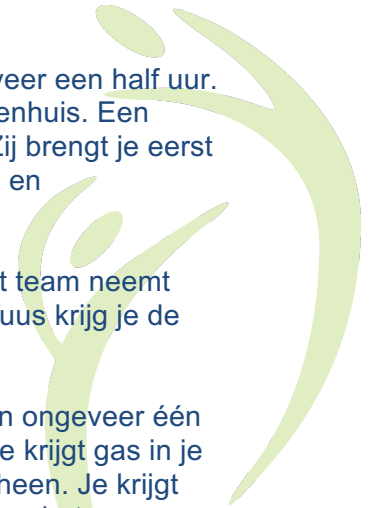 veer een half uur.
enhuis. Een
Zij brengt je eerst
en
t team neemt
uus krijg je de
n ongeveer één
e krijgt gas in je
heen. Je krijgt